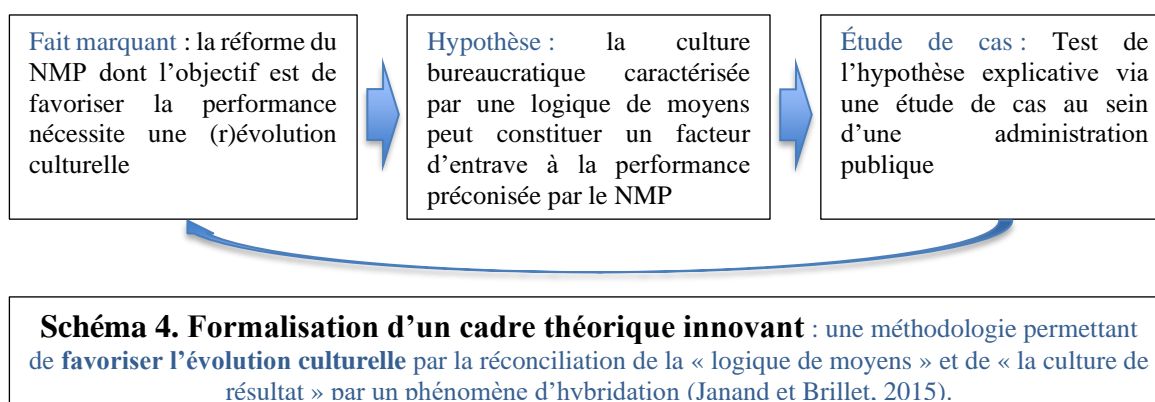 Fait marquant : la réforme du
NMP dont l’objectif est de
favoriser la performance
nécessite une (r)évolution
culturelle
Hypothèse : la culture
bureaucratique caractérisée
par une logique de moyens
peut constituer un facteur
d’entrave à la performance
préconisée par le NMP
Étude de cas : Test de
l’hypothèse explicative via
une étude de cas au sein
d’une administration
publique
Schéma 4. Formalisation d’un cadre théorique innovant : une méthodologie permettant
de favoriser l’évolution culturelle par la réconciliation de la « logique de moyens » et de « la culture de
résultat » par un phénomène d’hybridation (Janand et Brillet, 2015).